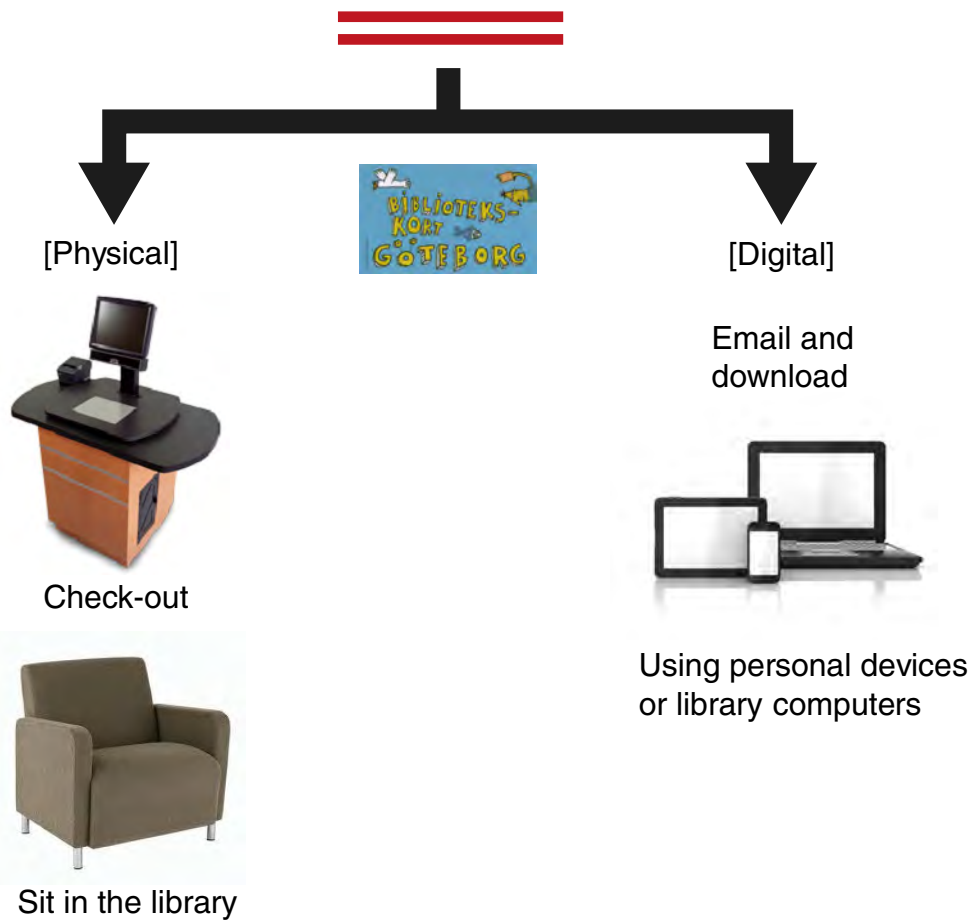 [Physical]
BIBLIOTEKS-
KORT
GÖTEBORG
[Digital]
Email and
download
Check-out
Using personal devices
or library computers
Sit in the library